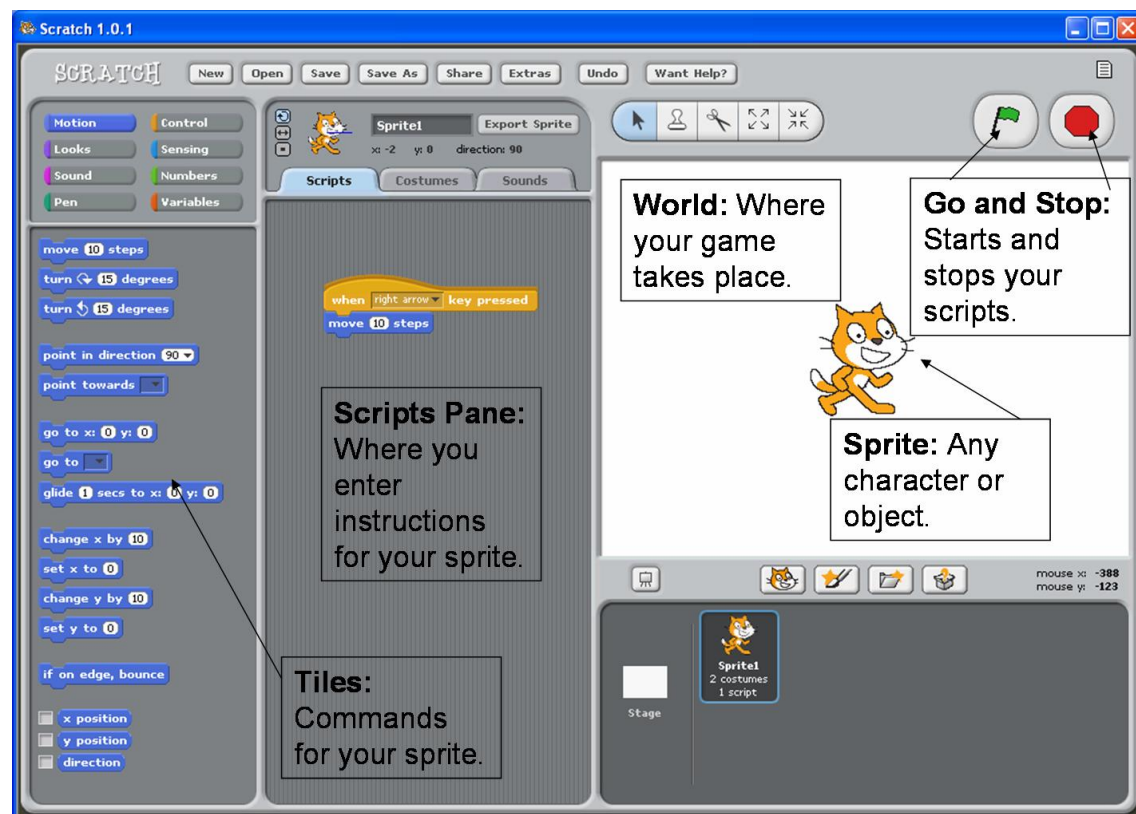 Scratch 1.0.1
SCRATCH New Open Save Save As Share Extras Undo Want Help?
Motion Control
Looks Sensing
Sound Numbers
Pen Variables
move 10 steps
turn 15 degrees
turn 15 degrees
point in direction 90
point towards
go to x: 0 y: 0
go to
glide 1 secs to x: 0 y: 0
change x by 10
set x to 0
change y by 10
set y to 0
if on edge, bounce
x position
y position
direction
Sprite1 Export Sprite
x: -2 y: 0 direction: 90
Scripts Costumes Sounds
when right arrow key pressed
move 10 steps
Scripts Pane:
Where you
enter
instructions
for your sprite.
Tiles:
Commands
for your sprite.
World: Where
your game
takes place.
Go and Stop:
Starts and
stops your
scripts.
Sprite: Any
character or
object.
mouse x: -388
mouse y: -123
Stage
Sprite1
2 costumes
1 script